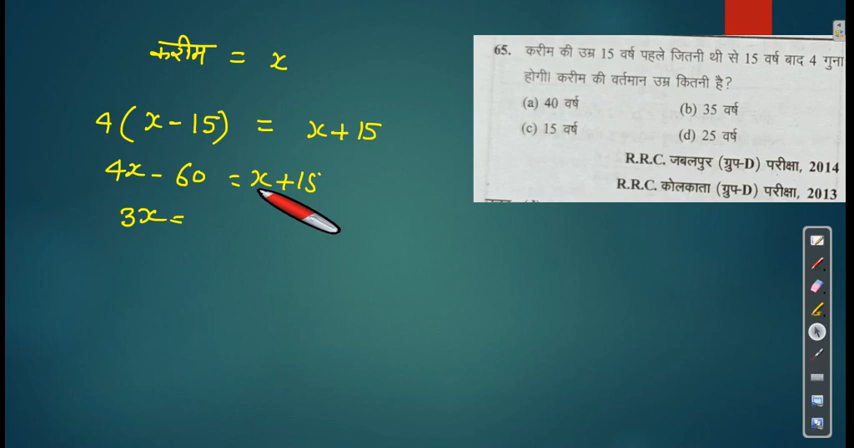 करीम = x
4(x-15) = x+15
4x-60 = x+15
3x=
65. करीम की उम्र 15 वर्ष पहले जितनी थी से 15 वर्ष बाद 4 गुना
होगी। करीम की वर्तमान उम्र कितनी है?
(a) 40 वर्ष (b) 35 वर्ष
(c) 15 वर्ष (d) 25 वर्ष
R.R.C. जबलपुर (ग्रुप-D) परीक्षा, 2014
R.R.C. कोलकाता (ग्रुप-D) परीक्षा, 2013